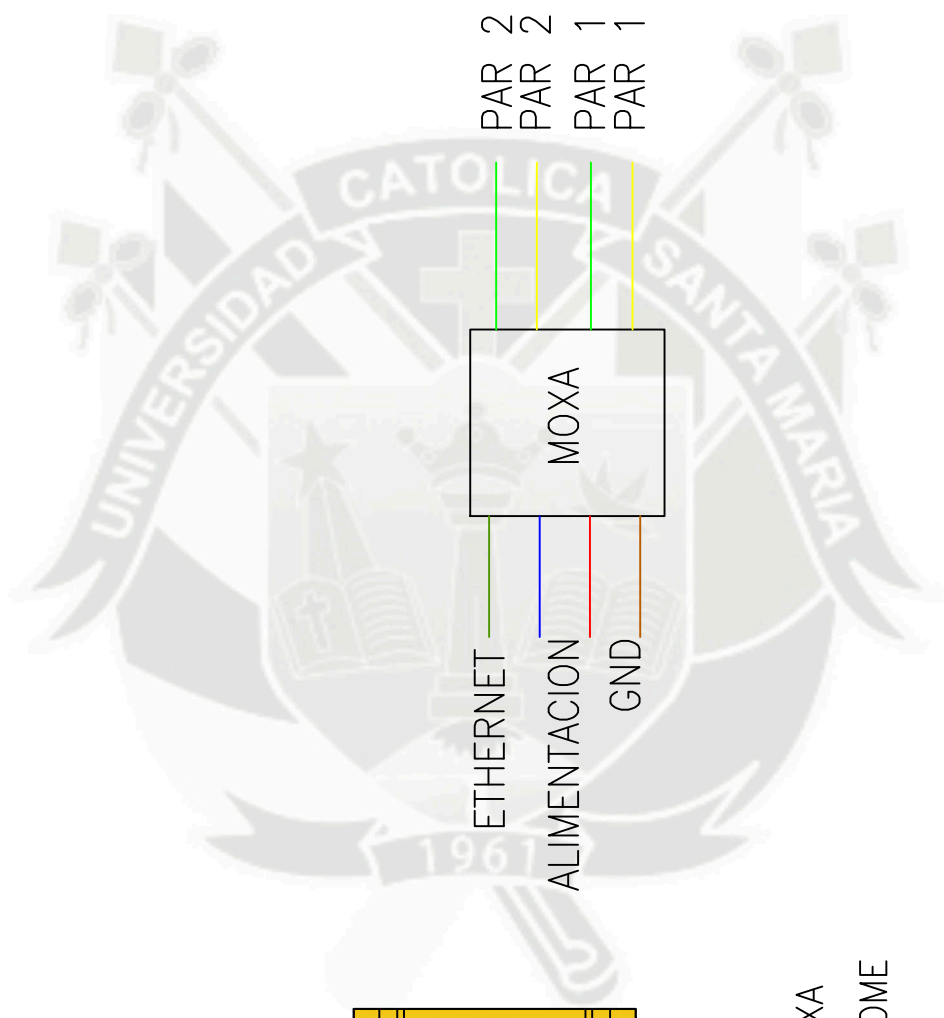 PAR 2
PAR 2
PAR 1
PAR 1
MOXA
ETHERNET
ALIMENTACION
GND
UNIVERSIDAD CATOLICA SANTA MARIA
1961